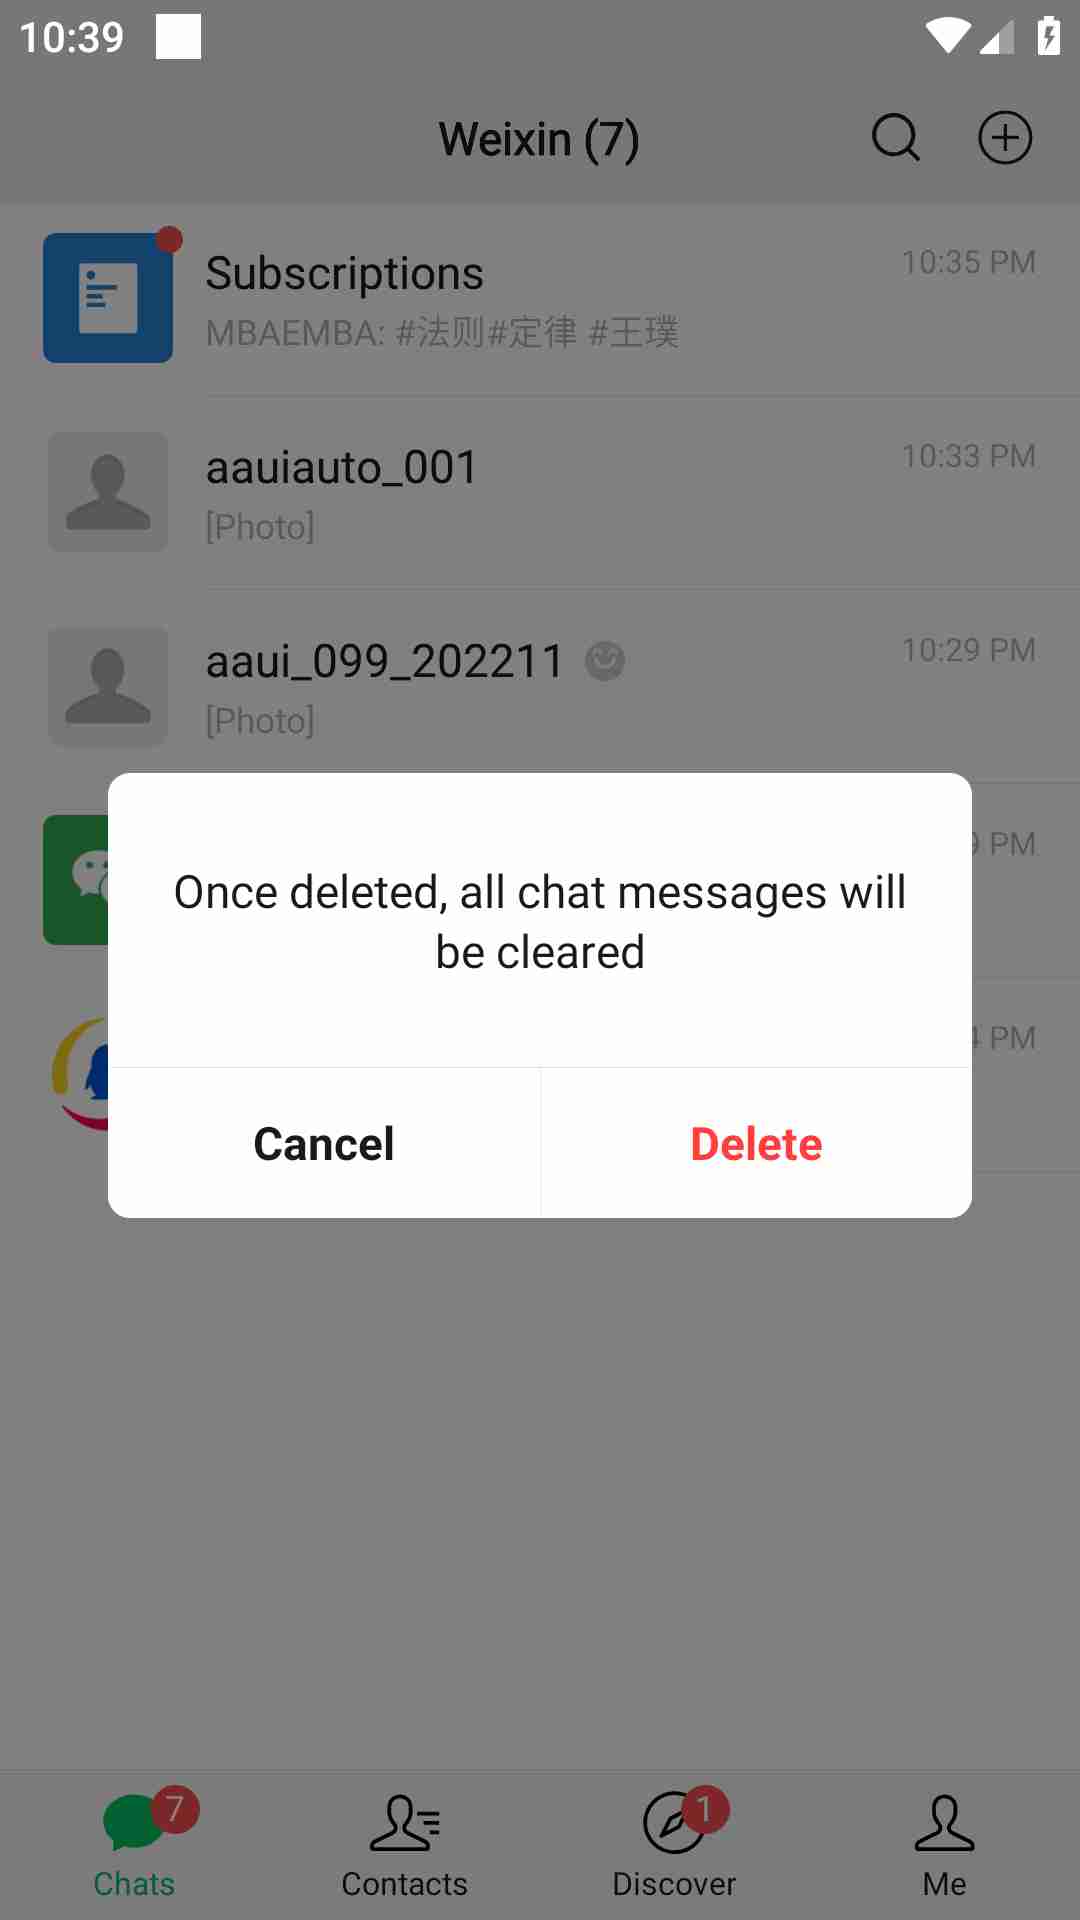 10:39
Weixin (7)
Subscriptions
10:35 PM
MBAEMBA: #法则#定律 #王璞
aauiauto_001
10:33 PM
[Photo]
aaui_099_202211
10:29 PM
[Photo]
PM
PM
Once deleted, all chat messages will
be cleared
Cancel
Delete
7
1
Chats
Contacts
Discover
Me